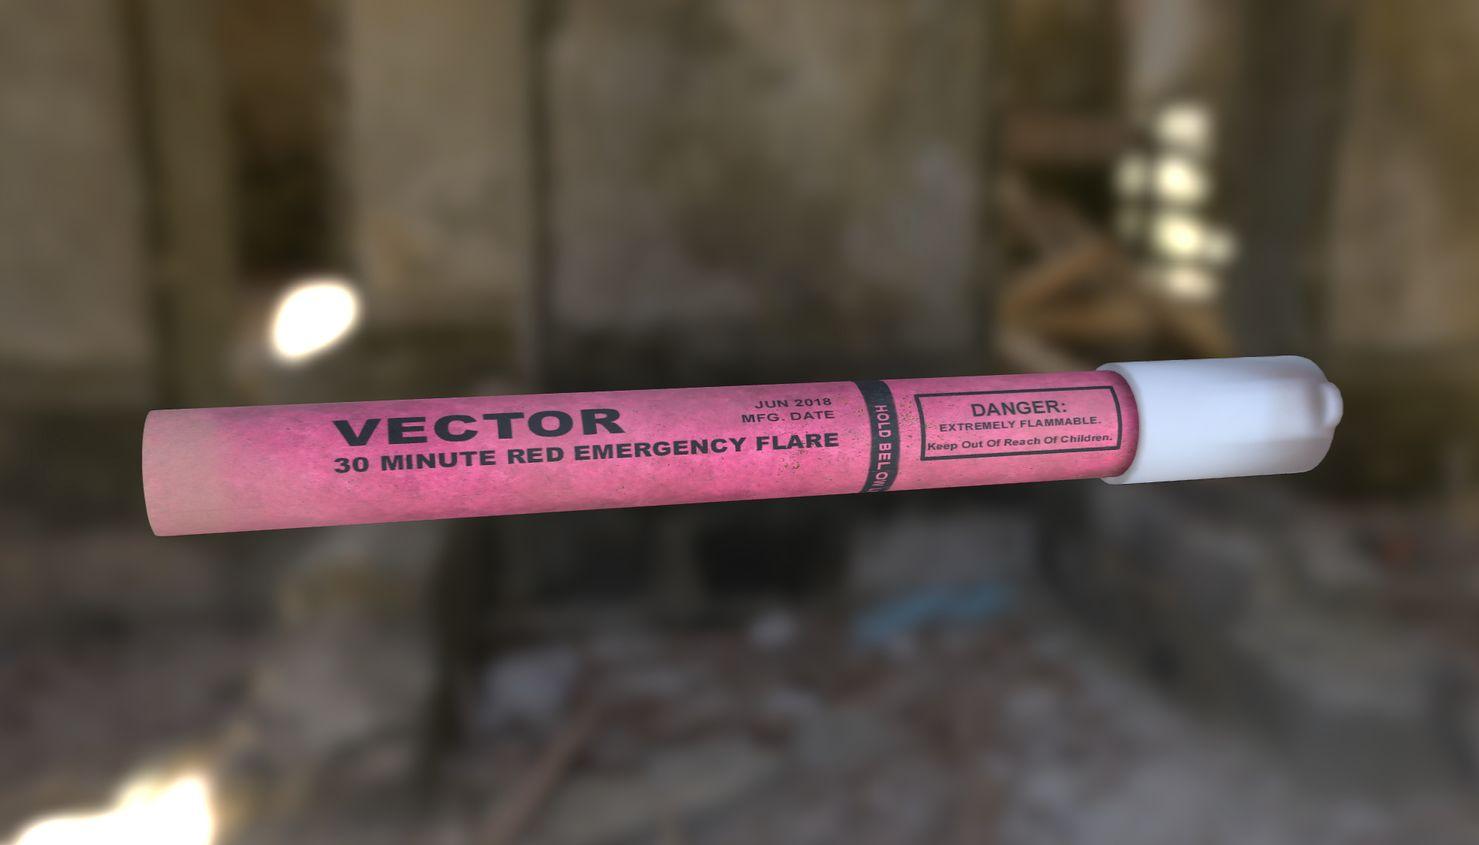 VECTOR
JUN 2018
MFG. DATE
30 MINUTE RED EMERGENCY FLARE
HOLD BELOW
DANGER:
EXTREMELY FLAMMABLE.
Keep Out Of Reach Of Children.